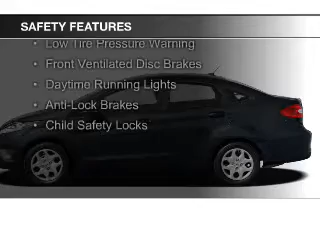 SAFETY FEATURES
• Low Tire Pressure Warning
• Front Ventilated Disc Brakes
• Daytime Running Lights
• Anti-Lock Brakes
• Child Safety Locks